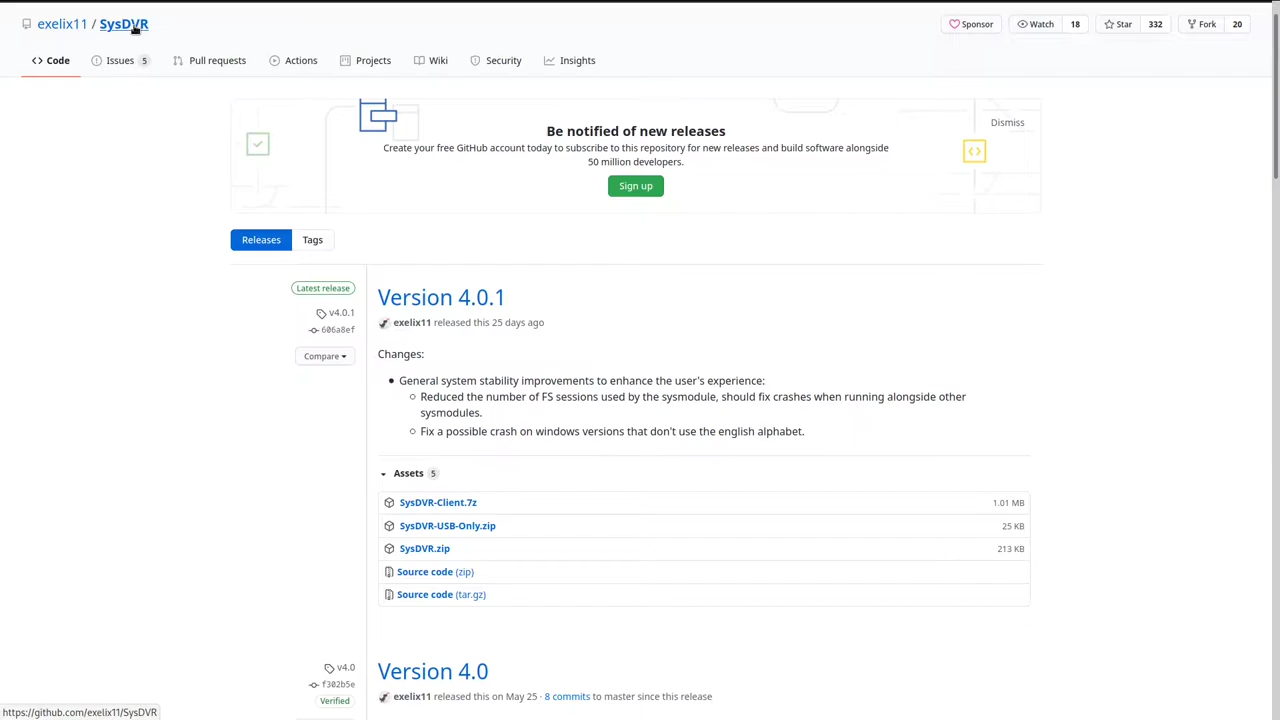 exelix11 / SysDVR
Sponsor
Watch 18
Star 332
Fork 20
Code
Issues 5
Pull requests
Actions
Projects
Wiki
Security
Insights
Be notified of new releases
Dismiss
Create your free GitHub account today to subscribe to this repository for new releases and build software alongside
50 million developers.
Sign up
Releases
Tags
Latest release
v4.0.1
606a8ef
Compare
Version 4.0.1
exelix11 released this 25 days ago
Changes:
General system stability improvements to enhance the user's experience:
Reduced the number of FS sessions used by the sysmodule, should fix crashes when running alongside other
sysmodules.
Fix a possible crash on windows versions that don't use the english alphabet.
Assets 5
SysDVR-Client.7z 1.01 MB
SysDVR-USB-Only.zip 25 KB
SysDVR.zip 213 KB
Source code (zip)
Source code (tar.gz)
v4.0
f302b5e
Verified
Version 4.0
exelix11 released this on May 25 · 8 commits to master since this release
https://github.com/exelix11/SysDVR